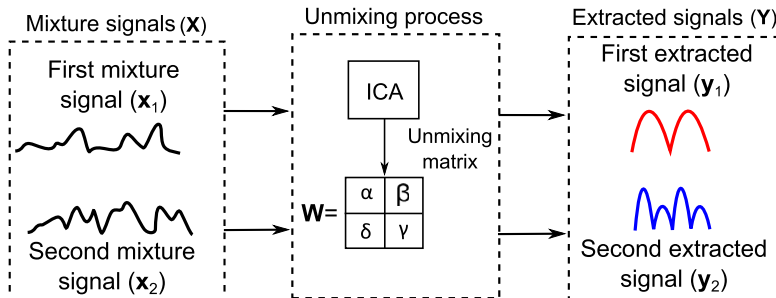 Mixture signals (X)
First mixture
signal (x1)
Second mixture
signal (x2)
Unmixing process
ICA
Unmixing
matrix
W=
α β
δ γ
Extracted signals (Y)
First extracted
signal (y1)
Second extracted
signal (y2)